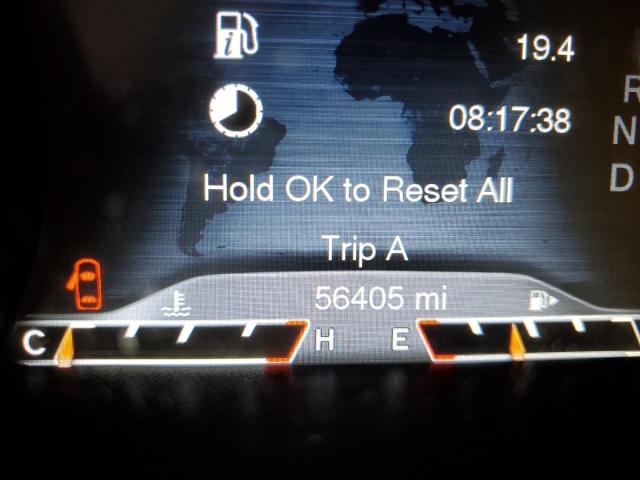 19.4
08:17:38
R
N
D
Hold OK to Reset All
Trip A
56405 mi
C H E